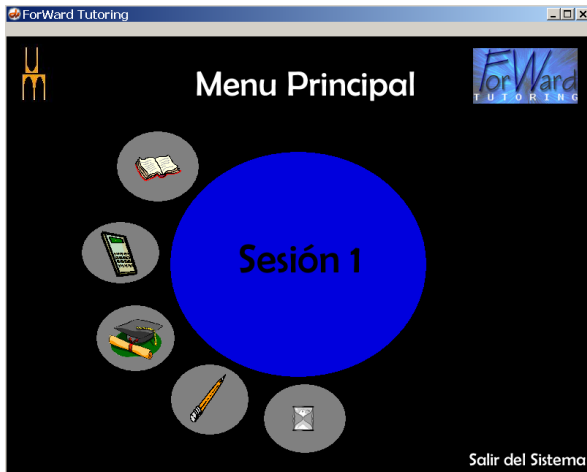 ForWard Tutoring
Menu Principal
ForWard
TUTORING
Sesión 1
Salir del Sistema